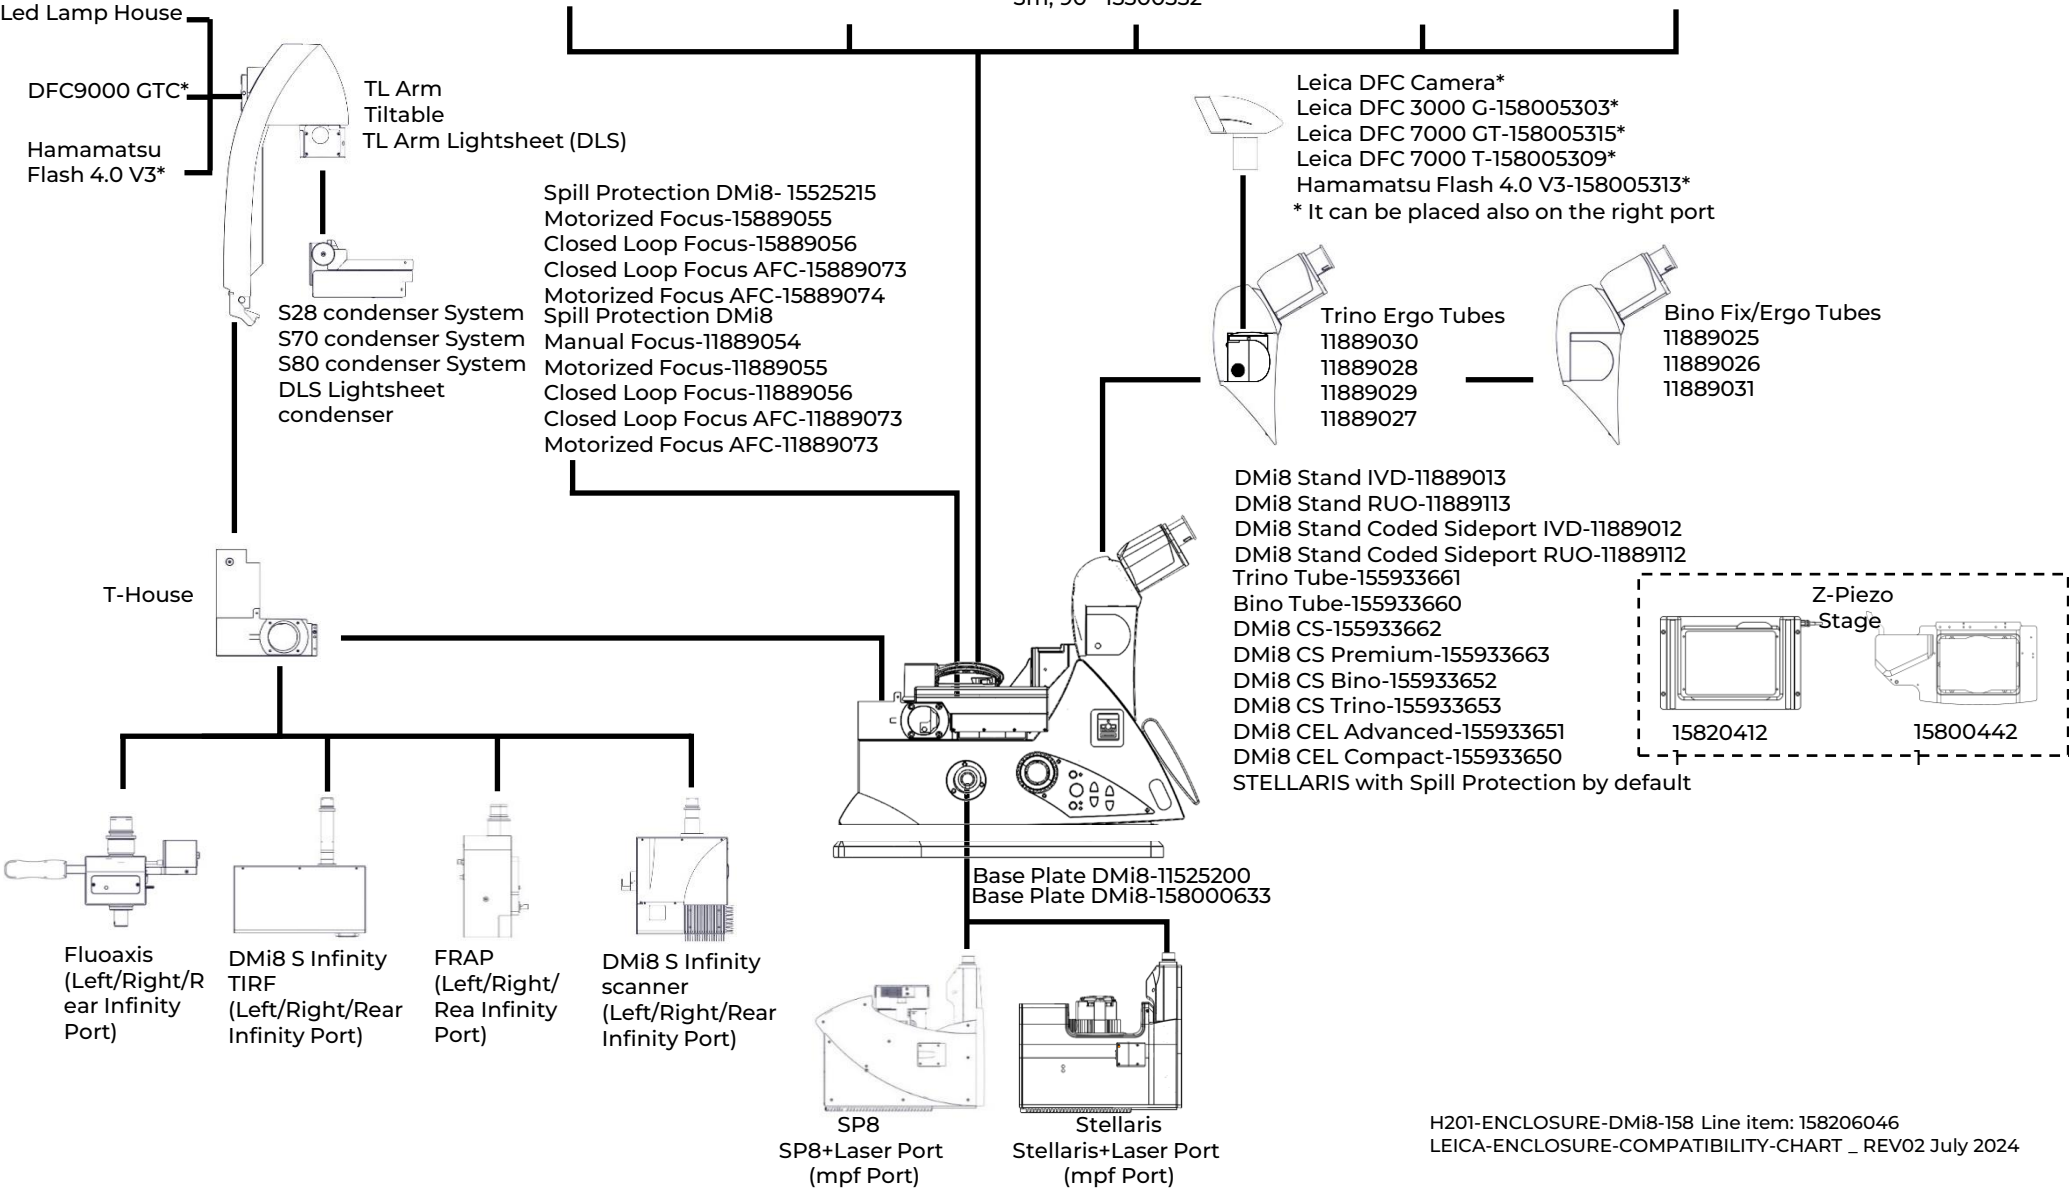 3m, 90° 15500552
Led Lamp House
DFC9000 GTC*
Hamamatsu
Flash 4.0 V3*
TL Arm
Tiltable
TL Arm Lightsheet (DLS)
S28 condenser System
S70 condenser System
S80 condenser System
DLS Lightsheet
condenser
Spill Protection DMi8- 15525215
Motorized Focus-15889055
Closed Loop Focus-15889056
Closed Loop Focus AFC-15889073
Motorized Focus AFC-15889074
Spill Protection DMi8
Manual Focus-11889054
Motorized Focus-11889055
Closed Loop Focus-11889056
Closed Loop Focus AFC-11889073
Motorized Focus AFC-11889073
Leica DFC Camera*
Leica DFC 3000 G-158005303*
Leica DFC 7000 GT-158005315*
Leica DFC 7000 T-158005309*
Hamamatsu Flash 4.0 V3-158005313*
* It can be placed also on the right port
Trino Ergo Tubes
11889030
11889028
11889029
11889027
Bino Fix/Ergo Tubes
11889025
11889026
11889031
DMi8 Stand IVD-11889013
DMi8 Stand RUO-11889113
DMi8 Stand Coded Sideport IVD-11889012
DMi8 Stand Coded Sideport RUO-11889112
Trino Tube-155933661
Bino Tube-155933660
DMi8 CS-155933662
DMi8 CS Premium-155933663
DMi8 CS Bino-155933652
DMi8 CS Trino-155933653
DMi8 CEL Advanced-155933651
DMi8 CEL Compact-155933650
STELLARIS with Spill Protection by default
Z-Piezo
Stage
15820412
1
15800442
1
T-House
Fluoaxis
(Left/Right/R
ear Infinity
Port)
DMi8 S Infinity
TIRF
(Left/Right/Rear
Infinity Port)
FRAP
(Left/Right/
Rea Infinity
Port)
DMi8 S Infinity
scanner
(Left/Right/Rear
Infinity Port)
Base Plate DMi8-11525200
Base Plate DMi8-158000633
SP8
SP8+Laser Port
(mpf Port)
Stellaris
Stellaris+Laser Port
(mpf Port)
H201-ENCLOSURE-DMi8-158 Line item: 158206046
LEICA-ENCLOSURE-COMPATIBILITY-CHART _ REV02 July 2024